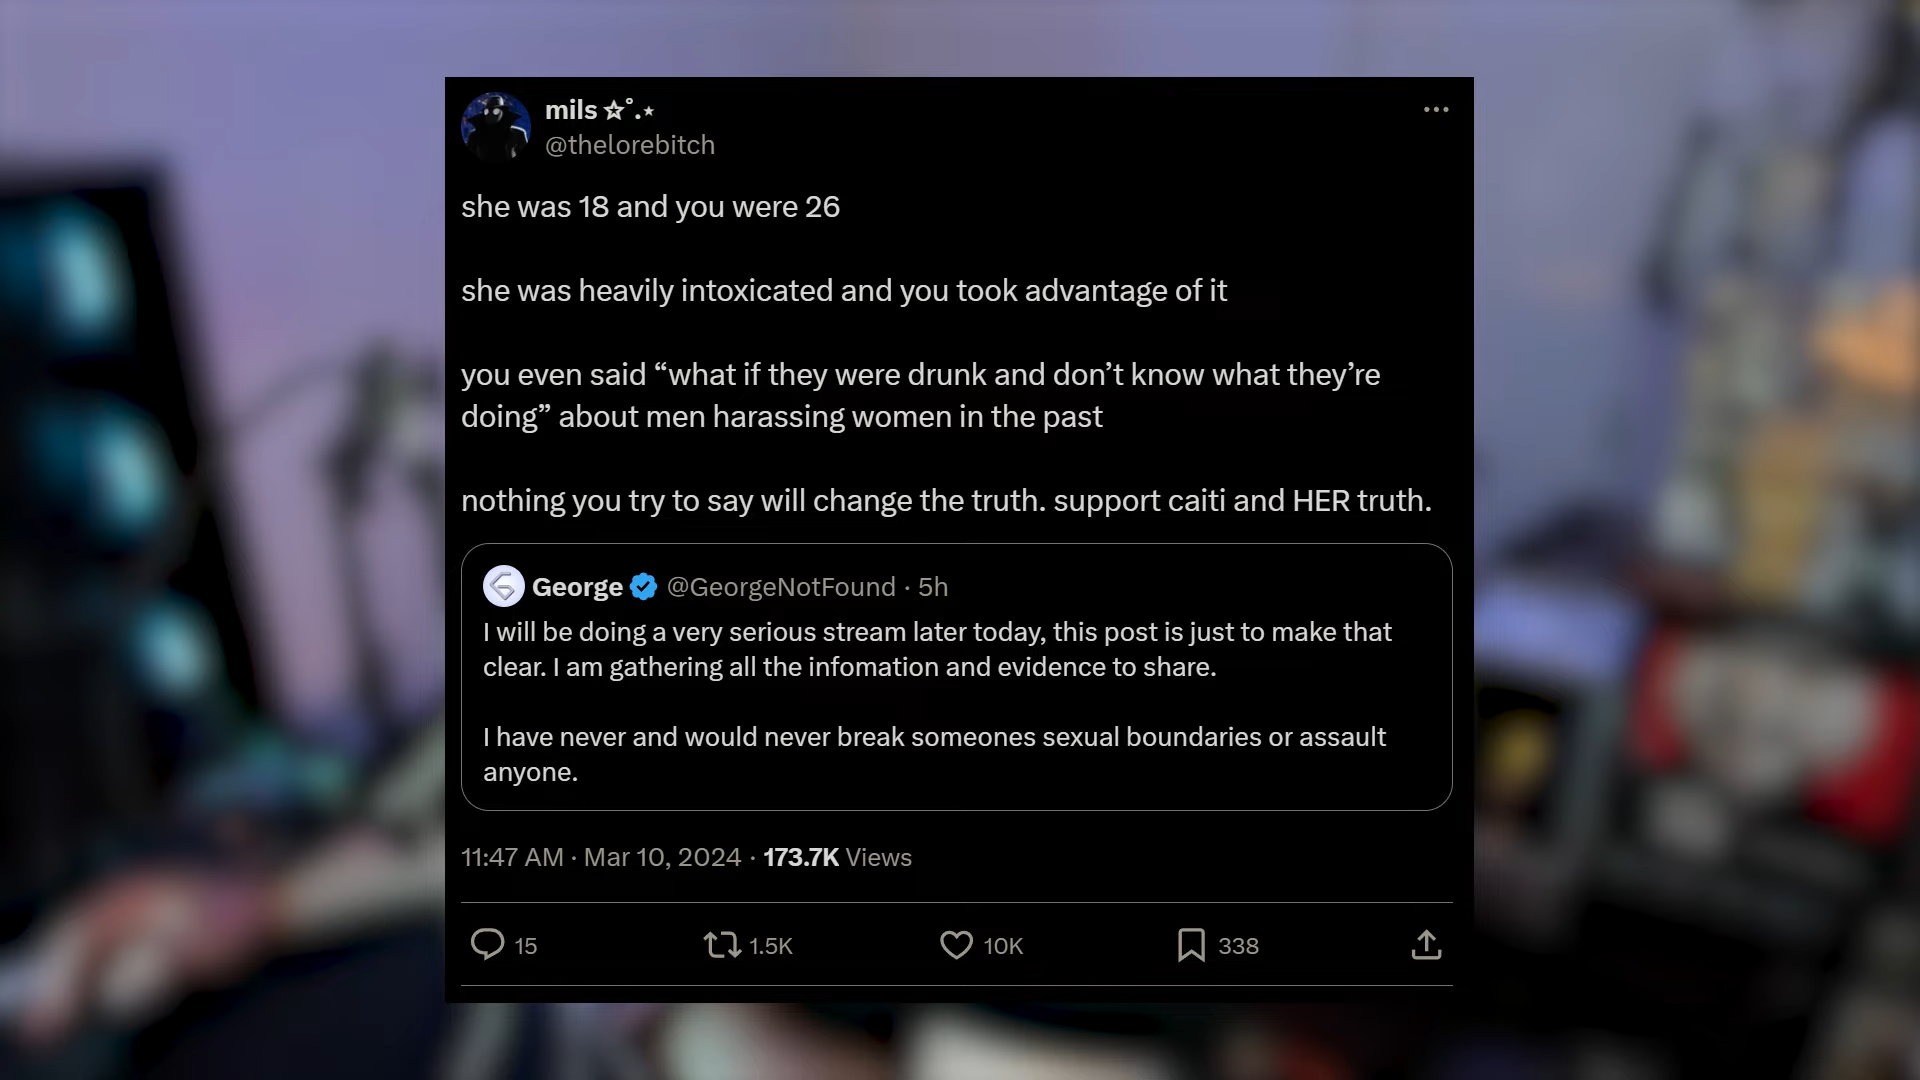 mils ☆˚.⋆
@thelorebitch
she was 18 and you were 26
she was heavily intoxicated and you took advantage of it
you even said “what if they were drunk and don’t know what they’re
doing” about men harassing women in the past
nothing you try to say will change the truth. support caiti and HER truth.
George @GeorgeNotFound · 5h
I will be doing a very serious stream later today, this post is just to make that
clear. I am gathering all the infomation and evidence to share.
I have never and would never break someones sexual boundaries or assault
anyone.
11:47 AM · Mar 10, 2024 · 173.7K Views
15 1.5K 10K 338